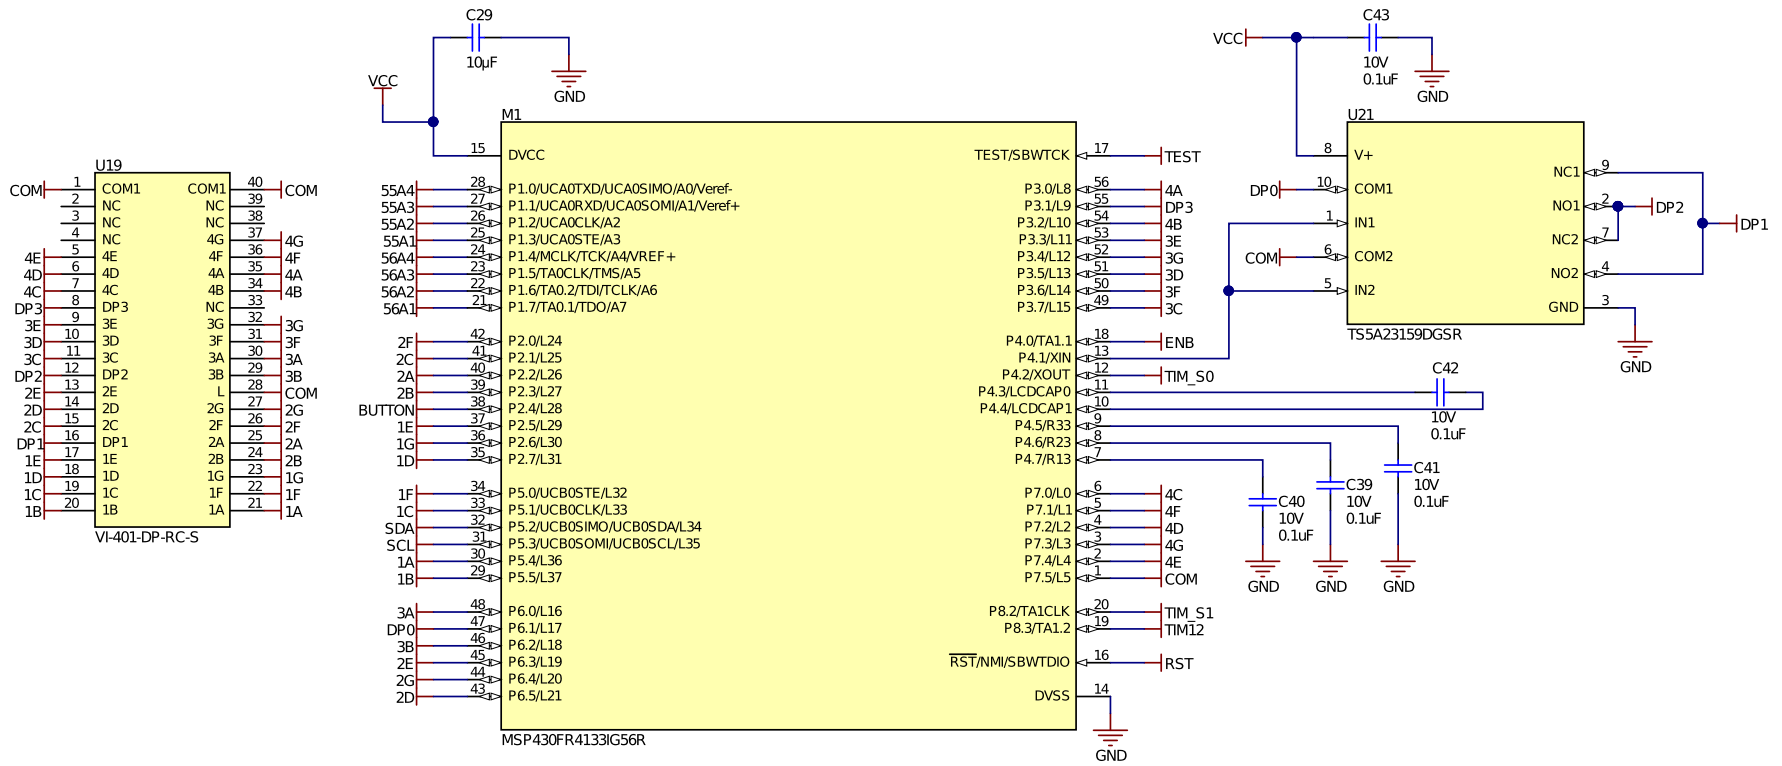 U19
COM 1 COM1 COM1 40 COM
2 NC NC 39
3 NC NC 38
4 NC 4G 37 4G
4E 5 4E 4F 36 4F
4D 6 4D 4A 35 4A
4C 7 4C 4B 34 4B
DP3 8 DP3 NC 33
3E 9 3E 3G 32 3G
3D 10 3D 3F 31 3F
3C 11 3C 3A 30 3A
DP2 12 DP2 3B 29 3B
2E 13 2E L 28 COM
2D 14 2D 2G 27 2G
2C 15 2C 2F 26 2F
DP1 16 DP1 2A 25 2A
1E 17 1E 2B 24 2B
1D 18 1D 1G 23 1G
1C 19 1C 1F 22 1F
1B 20 1B 1A 21 1A
VI-401-DP-RC-S
C29
10µF
GND
VCC
M1
15 DVCC TEST/SBWTCK 17 TEST
55A4 28 P1.0/UCA0TXD/UCA0SIMO/A0/Veref- P3.0/L8 56 4A
55A3 27 P1.1/UCA0RXD/UCA0SOMI/A1/Veref+ P3.1/L9 55 DP3
55A2 26 P1.2/UCA0CLK/A2 P3.2/L10 54 4B
55A1 25 P1.3/UCA0STE/A3 P3.3/L11 53 3E
56A4 24 P1.4/MCLK/TCK/A4/VREF+ P3.4/L12 52 3G
56A3 23 P1.5/TA0CLK/TMS/A5 P3.5/L13 51 3D
56A2 22 P1.6/TA0.2/TDI/TCLK/A6 P3.6/L14 50 3F
56A1 21 P1.7/TA0.1/TDO/A7 P3.7/L15 49 3C
2F 42 P2.0/L24 P4.0/TA1.1 18 ENB
2C 41 P2.1/L25 P4.1/XIN 13
2A 40 P2.2/L26 P4.2/XOUT 12 TIM_S0
2B 39 P2.3/L27 P4.3/LCDCAP0 11
BUTTON 38 P2.4/L28 P4.4/LCDCAP1 10
1E 37 P2.5/L29 P4.5/R33 9
1G 36 P2.6/L30 P4.6/R23 8
1D 35 P2.7/L31 P4.7/R13 7
1F 34 P5.0/UCB0STE/L32 P7.0/L0 6 4C
1C 33 P5.1/UCB0CLK/L33 P7.1/L1 5 4F
SDA 32 P5.2/UCB0SIMO/UCB0SDA/L34 P7.2/L2 4 4D
SCL 31 P5.3/UCB0SOMI/UCB0SCL/L35 P7.3/L3 3 4G
1A 30 P5.4/L36 P7.4/L4 2 4E
1B 29 P5.5/L37 P7.5/L5 1 COM
3A 48 P6.0/L16 P8.2/TA1CLK 20 TIM_S1
DP0 47 P6.1/L17 P8.3/TA1.2 19 TIM12
3B 46 P6.2/L18
2E 45 P6.3/L19 RST/NMI/SBWTDIO 16 RST
2G 44 P6.4/L20
2D 43 P6.5/L21 DVSS 14
GND
MSP430FR4133IG56R
C43
VCC
10V
0.1uF
GND
U21
8 V+ NC1 9
DP0 10 COM1 NO1 2 DP2
1 IN1 DP1
NC2 7
COM 6 COM2
NO2 4
5 IN2
GND 3
TS5A23159DGSR
GND
C42
10V
0.1uF
C41
10V
0.1uF
C39
10V
0.1uF
C40
10V
0.1uF
GND GND GND